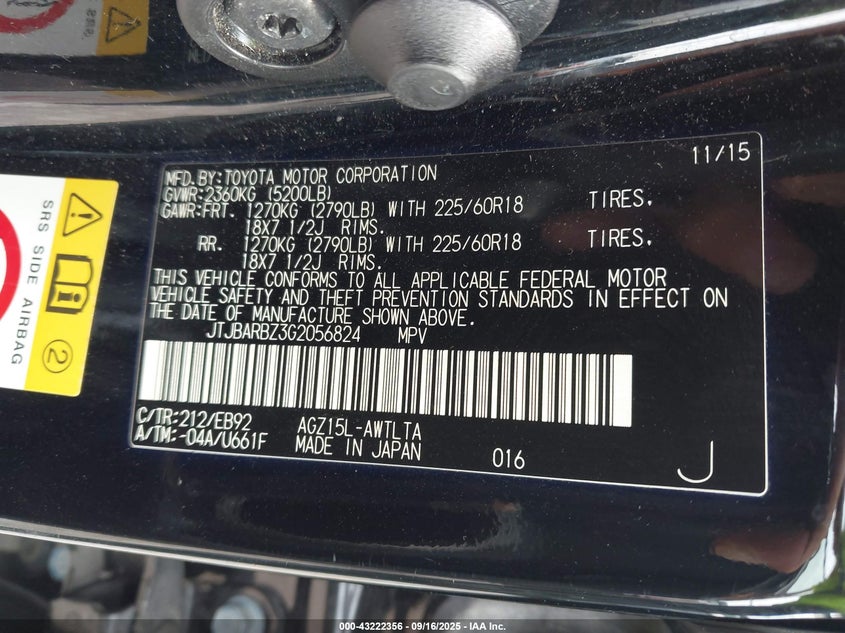 11/15
MFD.BY:TOYOTA MOTOR CORPORATION
GVWR:2360KG (5200LB)
GAWR:FRT. 1270KG (2790LB) WITH 225/60R18 TIRES,
18X7 1/2J RIMS.
RR. 1270KG (2790LB) WITH 225/60R18 TIRES,
18X7 1/2J RIMS.
THIS VEHICLE CONFORMS TO ALL APPLICABLE FEDERAL MOTOR
VEHICLE SAFETY AND THEFT PREVENTION STANDARDS IN EFFECT ON
THE DATE OF MANUFACTURE SHOWN ABOVE.
JTJBARBZ3G2056824 MPV
C/TR:212/EB92 AGZ15L-AWTLTA
A/TM:-04A/U661F MADE IN JAPAN 016 J
SRS SIDE AIRBAG
2
000-43222356 - 09/16/2025 - IAA Inc.